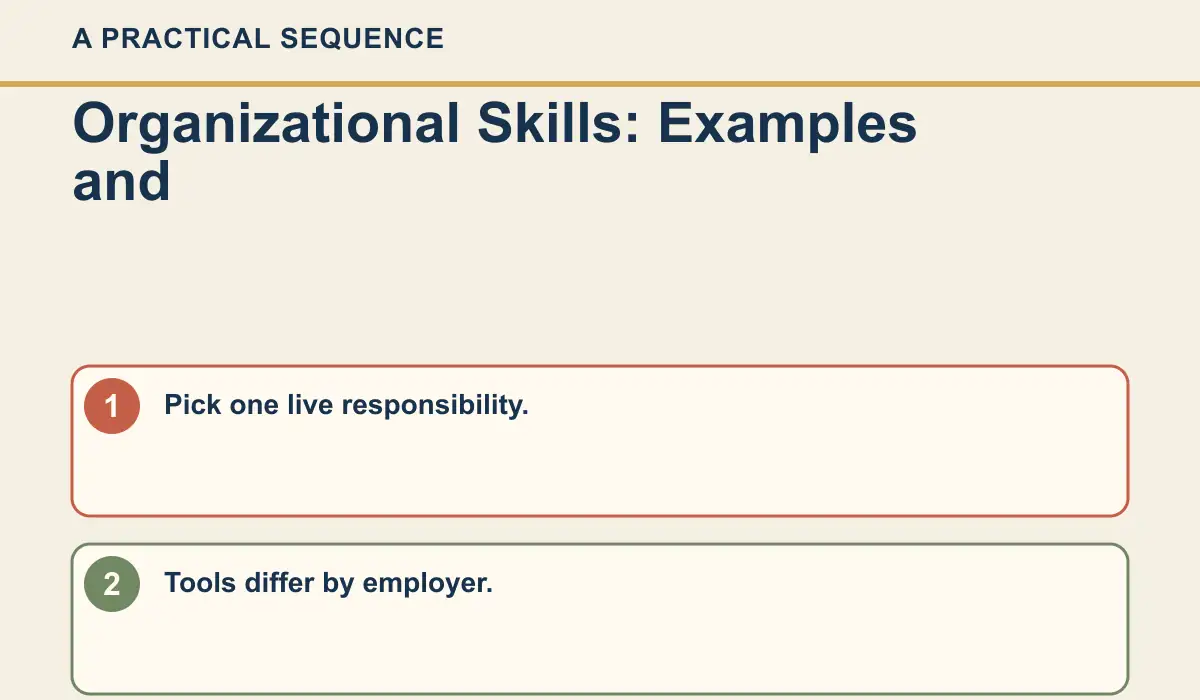 A PRACTICAL SEQUENCE
Organizational Skills: Examples
and
1 Pick one live responsibility.
2 Tools differ by employer.